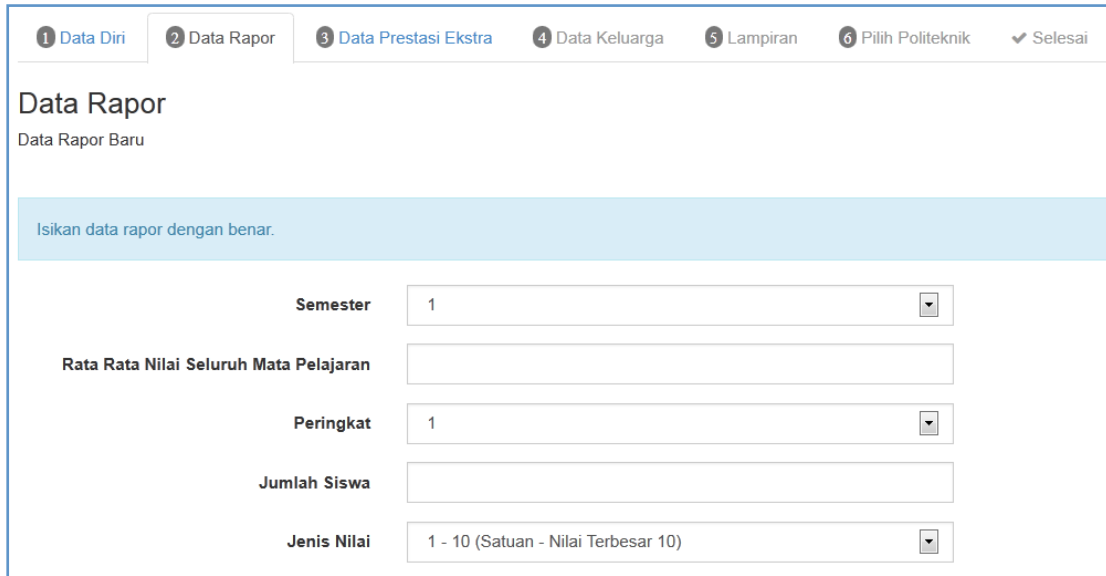 1 Data Diri 2 Data Rapor 3 Data Prestasi Ekstra 4 Data Keluarga 5 Lampiran 6 Pilih Politeknik ✔ Selesai
Data Rapor
Data Rapor Baru
Isikan data rapor dengan benar.
Semester 1
Rata Rata Nilai Seluruh Mata Pelajaran
Peringkat 1
Jumlah Siswa
Jenis Nilai 1 - 10 (Satuan - Nilai Terbesar 10)